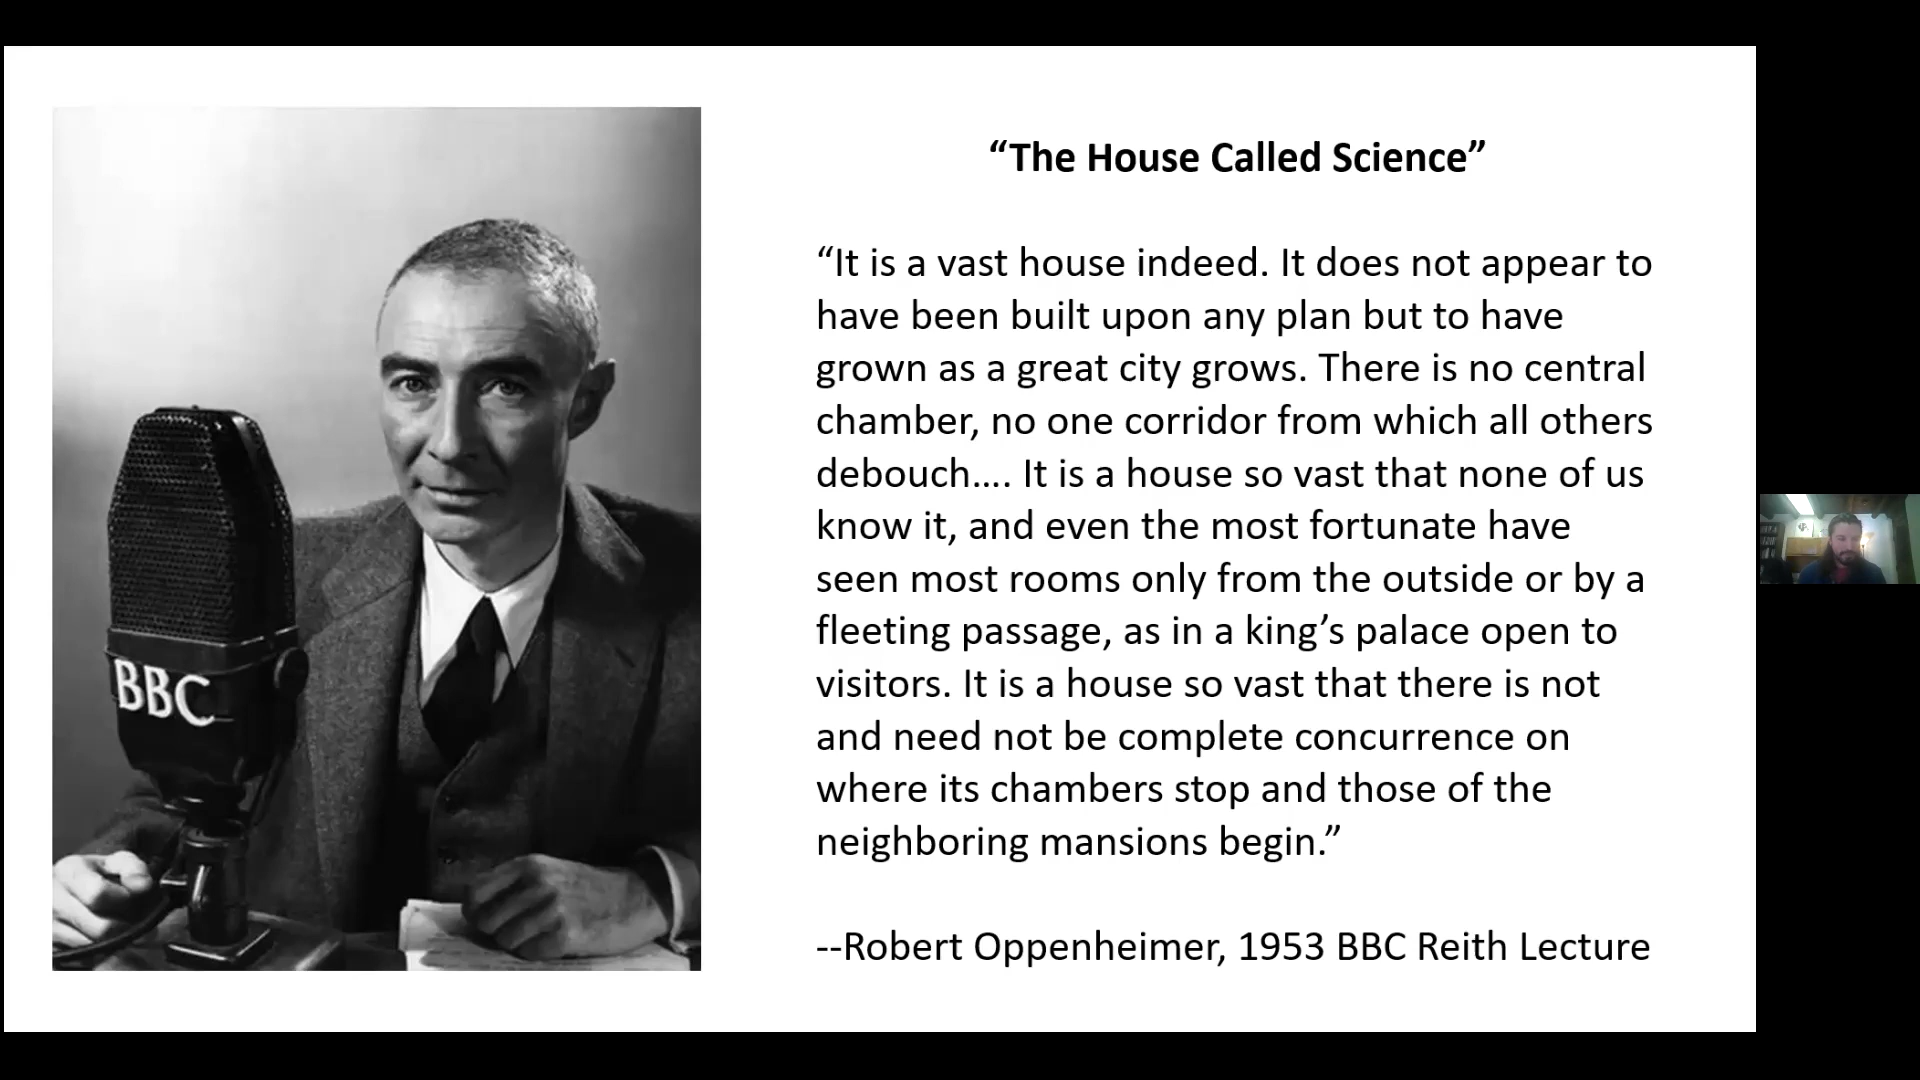 BBC
“The House Called Science”
“It is a vast house indeed. It does not appear to
have been built upon any plan but to have
grown as a great city grows. There is no central
chamber, no one corridor from which all others
debouch…. It is a house so vast that none of us
know it, and even the most fortunate have
seen most rooms only from the outside or by a
fleeting passage, as in a king’s palace open to
visitors. It is a house so vast that there is not
and need not be complete concurrence on
where its chambers stop and those of the
neighboring mansions begin.”
--Robert Oppenheimer, 1953 BBC Reith Lecture